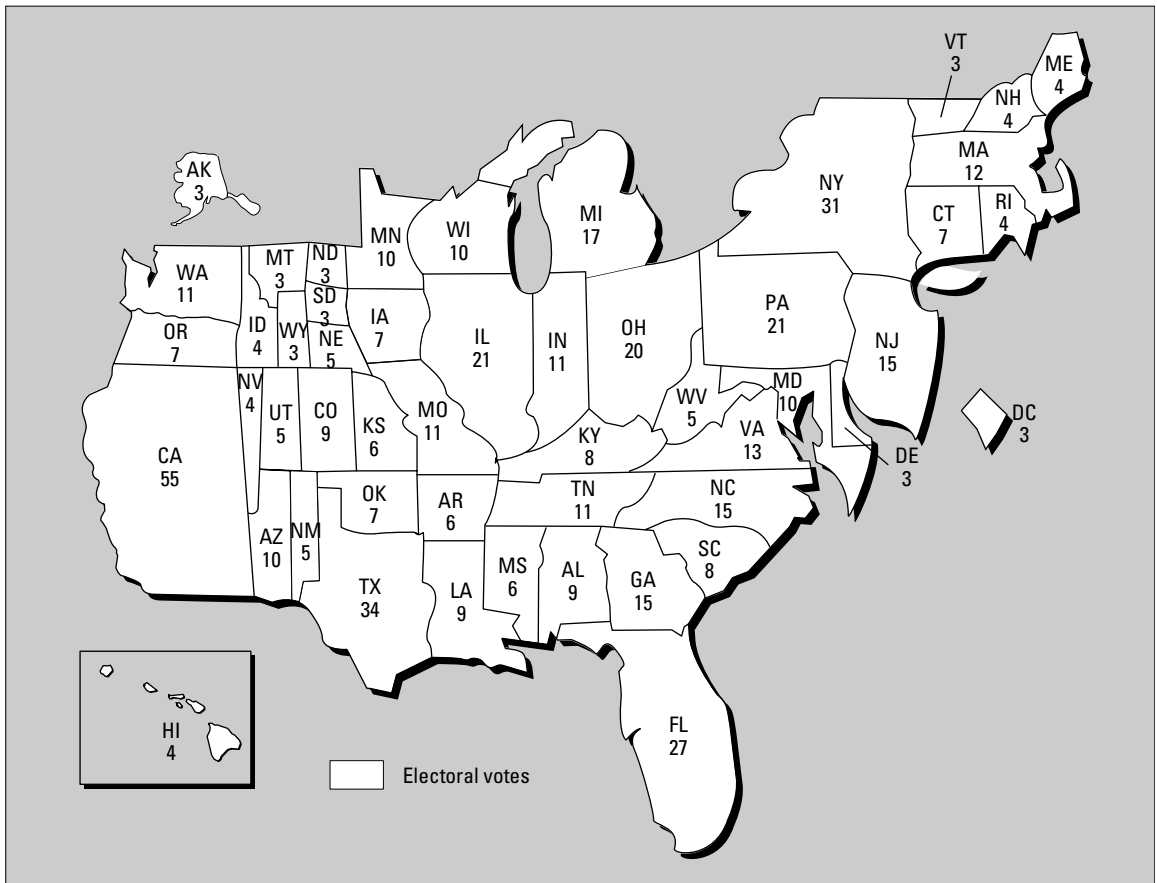 VT
3
ME
4
NH
4
MA
12
AK
3
NY
31
CT
7
RI
4
MI
17
WI
10
MN
10
MT
3
ND
3
WA
11
SD
3
PA
21
OR
7
ID
4
WY
3
NE
5
IA
7
IL
21
IN
11
OH
20
NJ
15
NV
4
UT
5
CO
9
KS
6
MO
11
WV
5
MD
10
DC
3
VA
13
KY
8
DE
3
CA
55
OK
7
AR
6
TN
11
NC
15
AZ
10
NM
5
SC
8
MS
6
AL
9
GA
15
TX
34
LA
9
HI
4
FL
27
Electoral votes